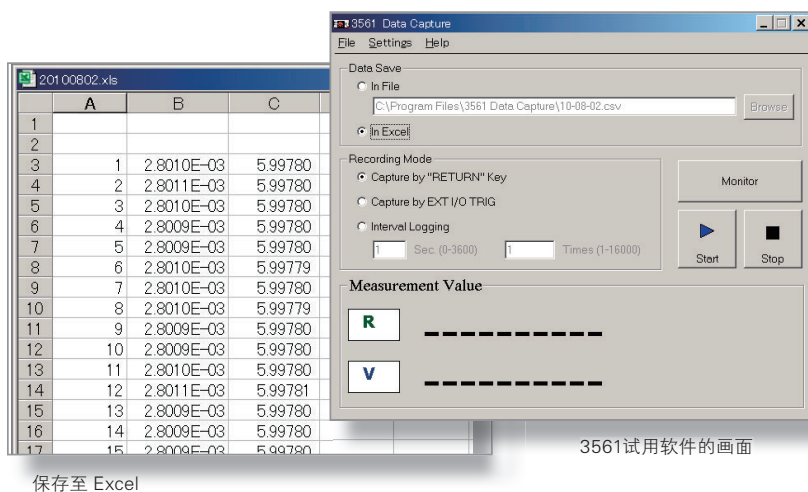 3561 Data Capture
File Settings Help
Data Save
In File
C:\Program Files\3561 Data Capture\10-08-02.csv
Browse
In Excel
Recording Mode
Capture by "RETURN" Key
Capture by EXT I/O TRIG
Interval Logging
1 Sec. (0-3600) 1 Times (1-16000)
Monitor
Start Stop
Measurement Value
R
V
3561试用软件的画面
20100802.xls
A B C
1
2
3 1 2.8010E-03 5.99780
4 2 2.8011E-03 5.99780
5 3 2.8010E-03 5.99780
6 4 2.8009E-03 5.99780
7 5 2.8009E-03 5.99780
8 6 2.8010E-03 5.99779
9 7 2.8010E-03 5.99780
10 8 2.8010E-03 5.99779
11 9 2.8009E-03 5.99780
12 10 2.8009E-03 5.99780
13 11 2.8010E-03 5.99780
14 12 2.8011E-03 5.99781
15 13 2.8009E-03 5.99780
16 14 2.8009E-03 5.99780
17 15 2.8009E-03 5.99780
保存至 Excel